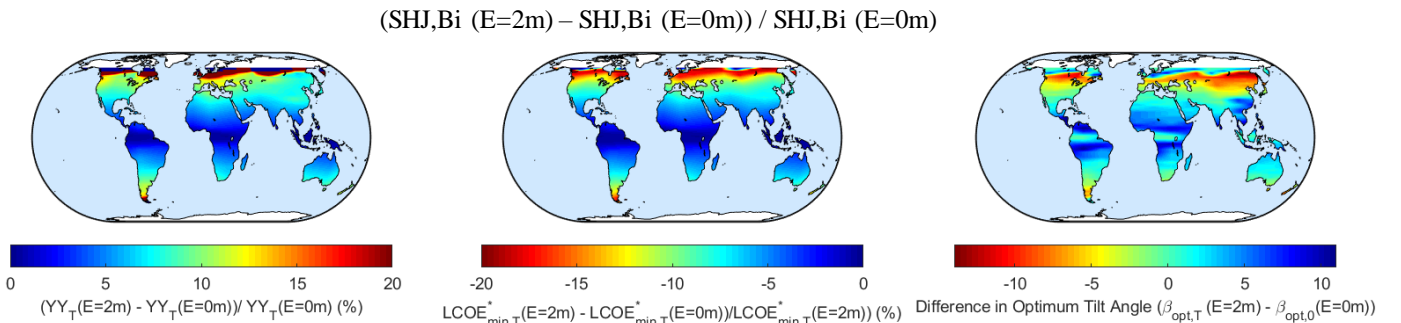 (SHJ,Bi (E=2m) – SHJ,Bi (E=0m)) / SHJ,Bi (E=0m)
0 5 10 15 20
(YY_T(E=2m) - YY_T(E=0m))/ YY_T(E=0m) (%)
-20 -15 -10 -5 0
LCOE*_min,T(E=2m) - LCOE*_min,T(E=0m))/LCOE*_min,T(E=2m)) (%)
-10 -5 0 5 10
Difference in Optimum Tilt Angle (β_opt,T (E=2m) - β_opt,0(E=0m))